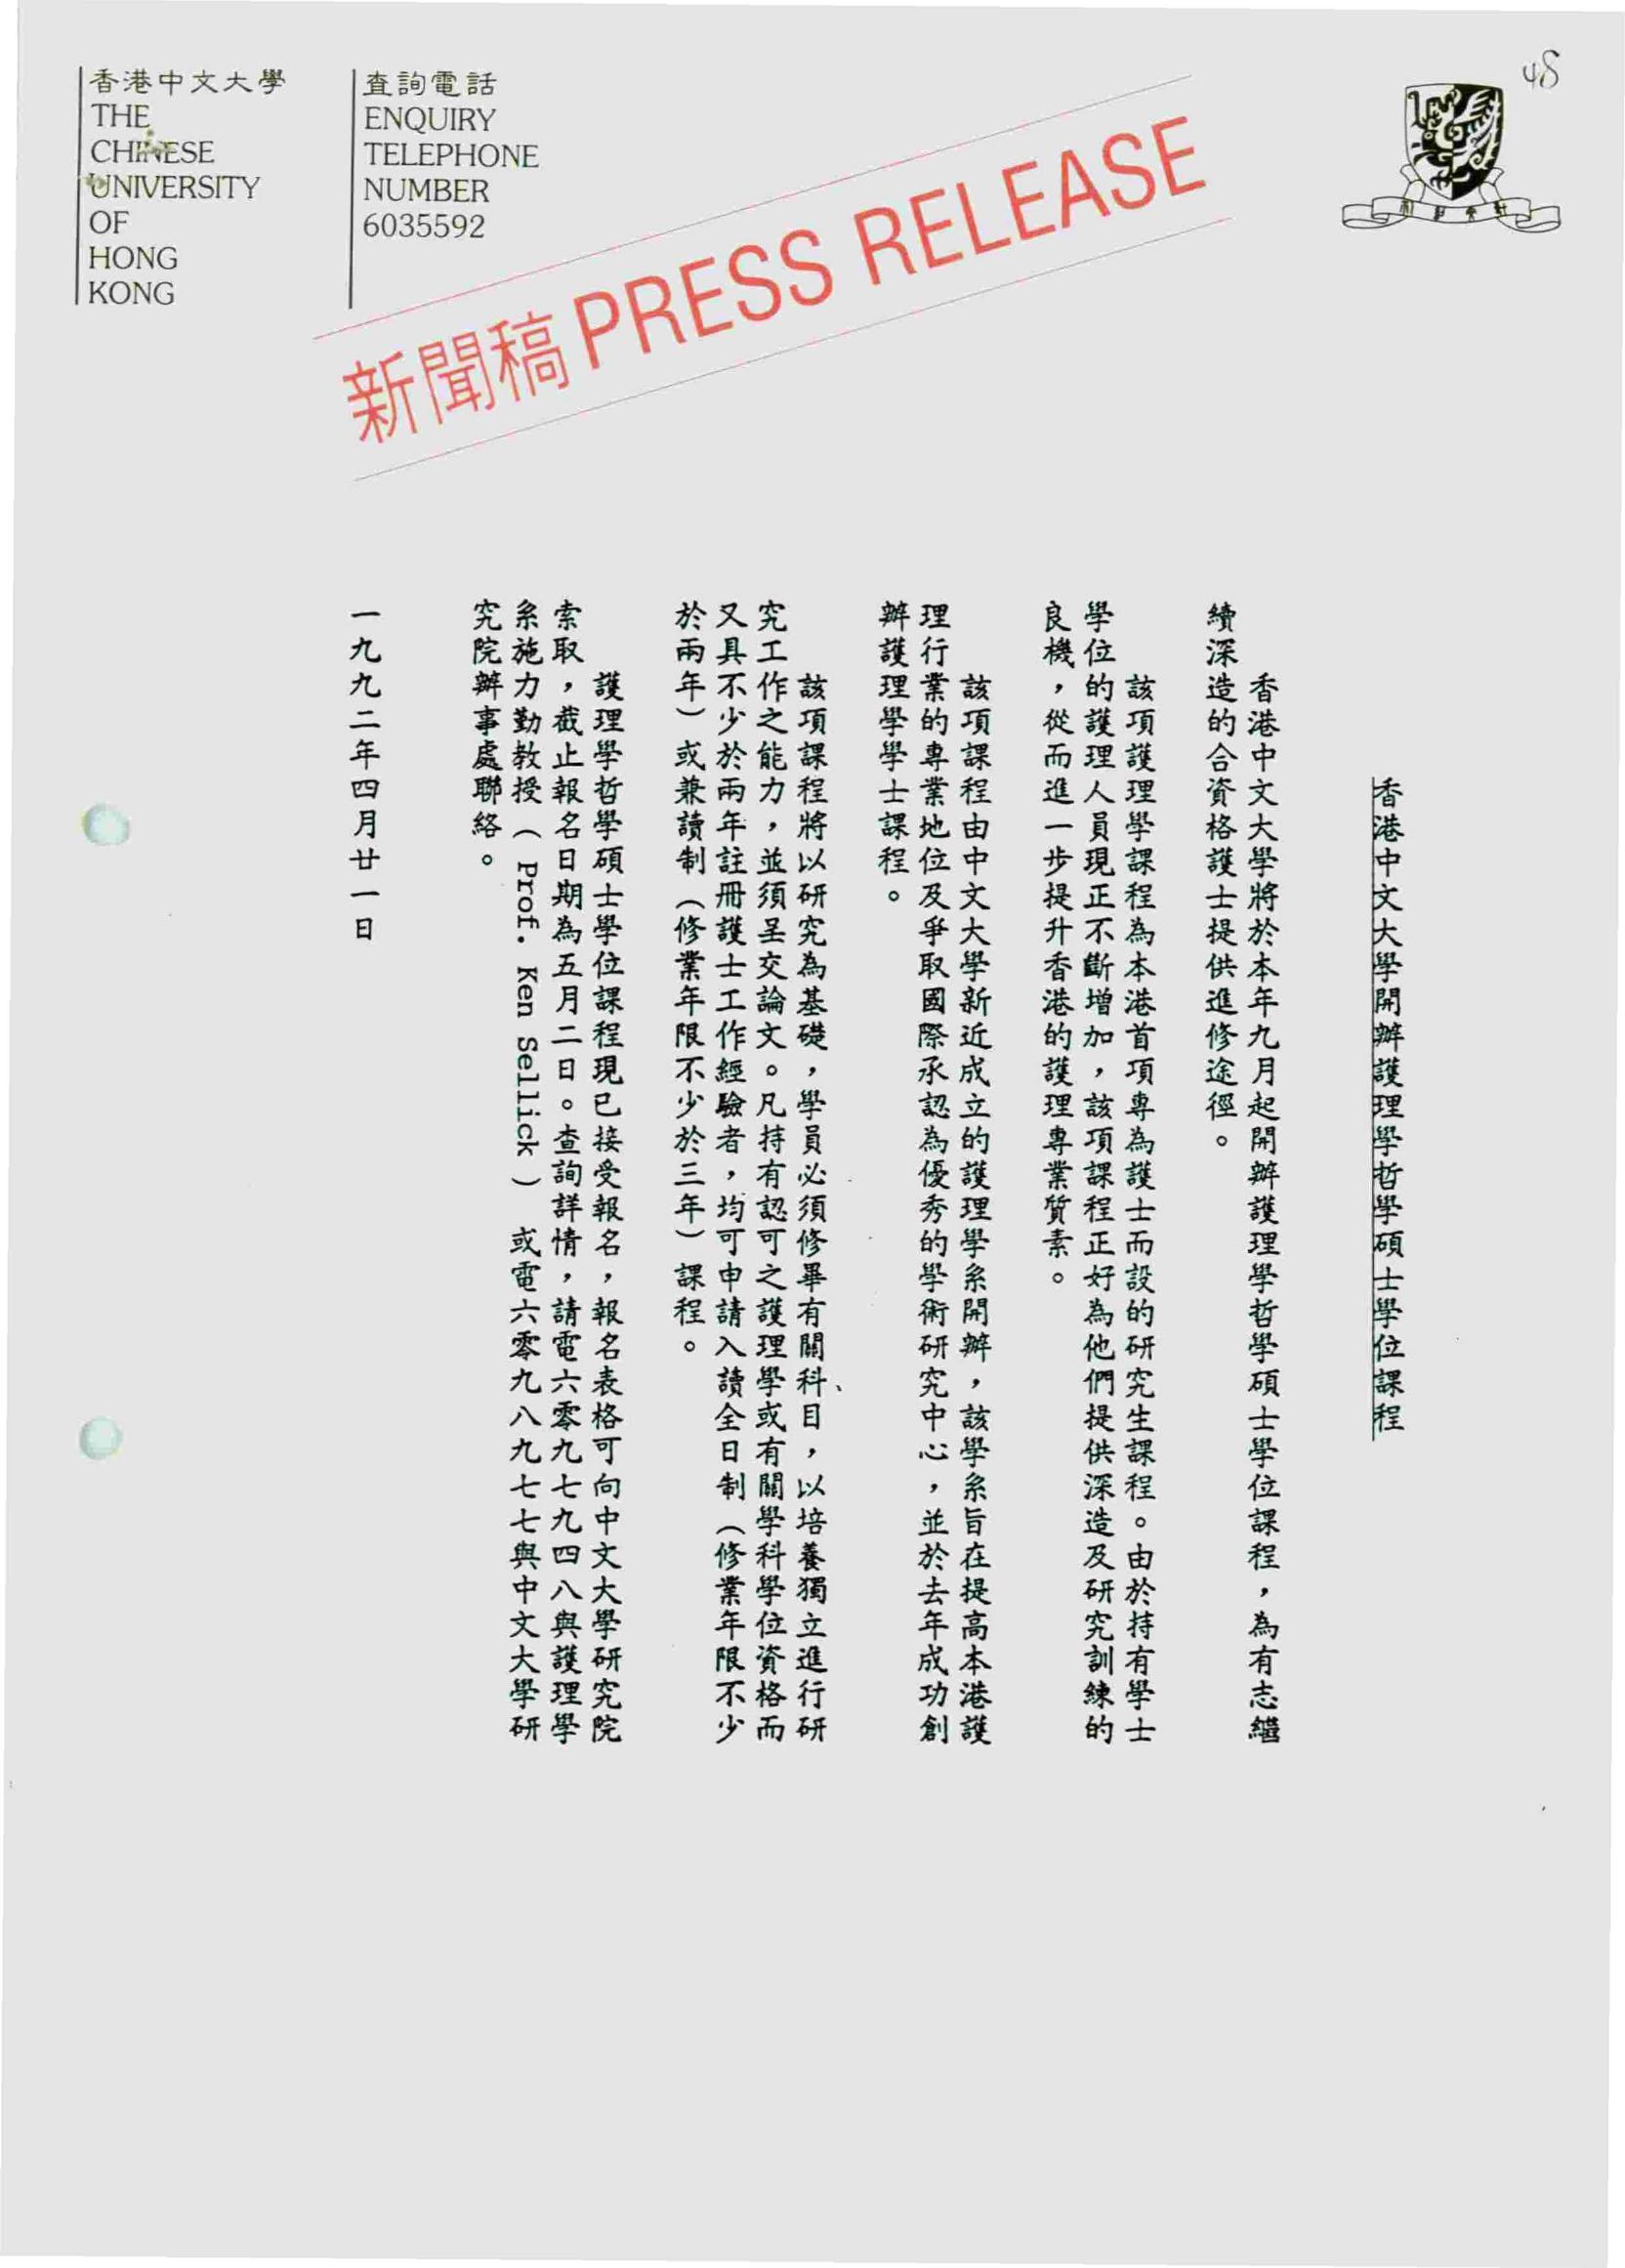 香港中文大學
THE
CHINESE
UNIVERSITY
OF
HONG
KONG
查詢電話
ENQUIRY
TELEPHONE
NUMBER
6035592
48
新聞稿 PRESS RELEASE
香港中文大學開辦護理學哲學碩士學位課程
香港中文大學將於本年九月起開辦護理學哲學碩士學位課程，為有志繼
續深造的合資格護士提供進修途徑。
該項護理學課程為本港首項專為護士而設的研究生課程。由於持有學士
學位的護理人員現正不斷增加，該項課程正好為他們提供深造及研究訓練的
良機，從而進一步提升香港的護理專業質素。
該項課程由中文大學新近成立的護理學系開辦，該學系旨在提高本港護
理行業的專業地位及爭取國際承認為優秀的學術研究中心，並於去年成功創
辦護理學學士課程。
該項課程將以研究為基礎，學員必須修畢有關科目，以培養獨立進行研
究工作之能力，並須呈交論文。凡持有認可之護理學或有關學科學位資格而
又具不少於兩年註冊護士工作經驗者，均可申請入讀全日制（修業年限不少
於兩年）或兼讀制（修業年限不少於三年）課程。
護理學哲學碩士學位課程現已接受報名，報名表格可向中文大學研究院
索取，截止報名日期為五月二日。查詢詳情，請電六零九七九四八與護理學
系施力勤教授（Prof. Ken Sellick）或電六零九八九七七與中文大學研
究院辦事處聯絡。
一九九二年四月廿一日